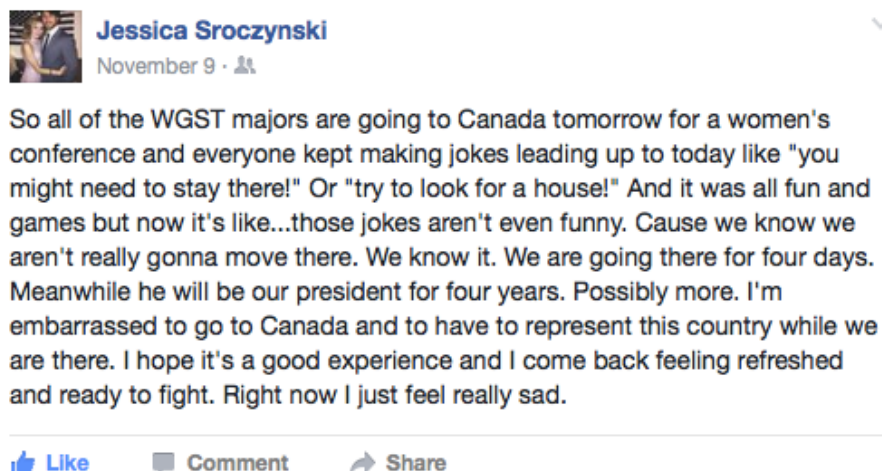 Jessica Sroczynski
November 9 ·
So all of the WGST majors are going to Canada tomorrow for a women's
conference and everyone kept making jokes leading up to today like "you
might need to stay there!" Or "try to look for a house!" And it was all fun and
games but now it's like...those jokes aren't even funny. Cause we know we
aren't really gonna move there. We know it. We are going there for four days.
Meanwhile he will be our president for four years. Possibly more. I'm
embarrassed to go to Canada and to have to represent this country while we
are there. I hope it's a good experience and I come back feeling refreshed
and ready to fight. Right now I just feel really sad.
Like Comment Share